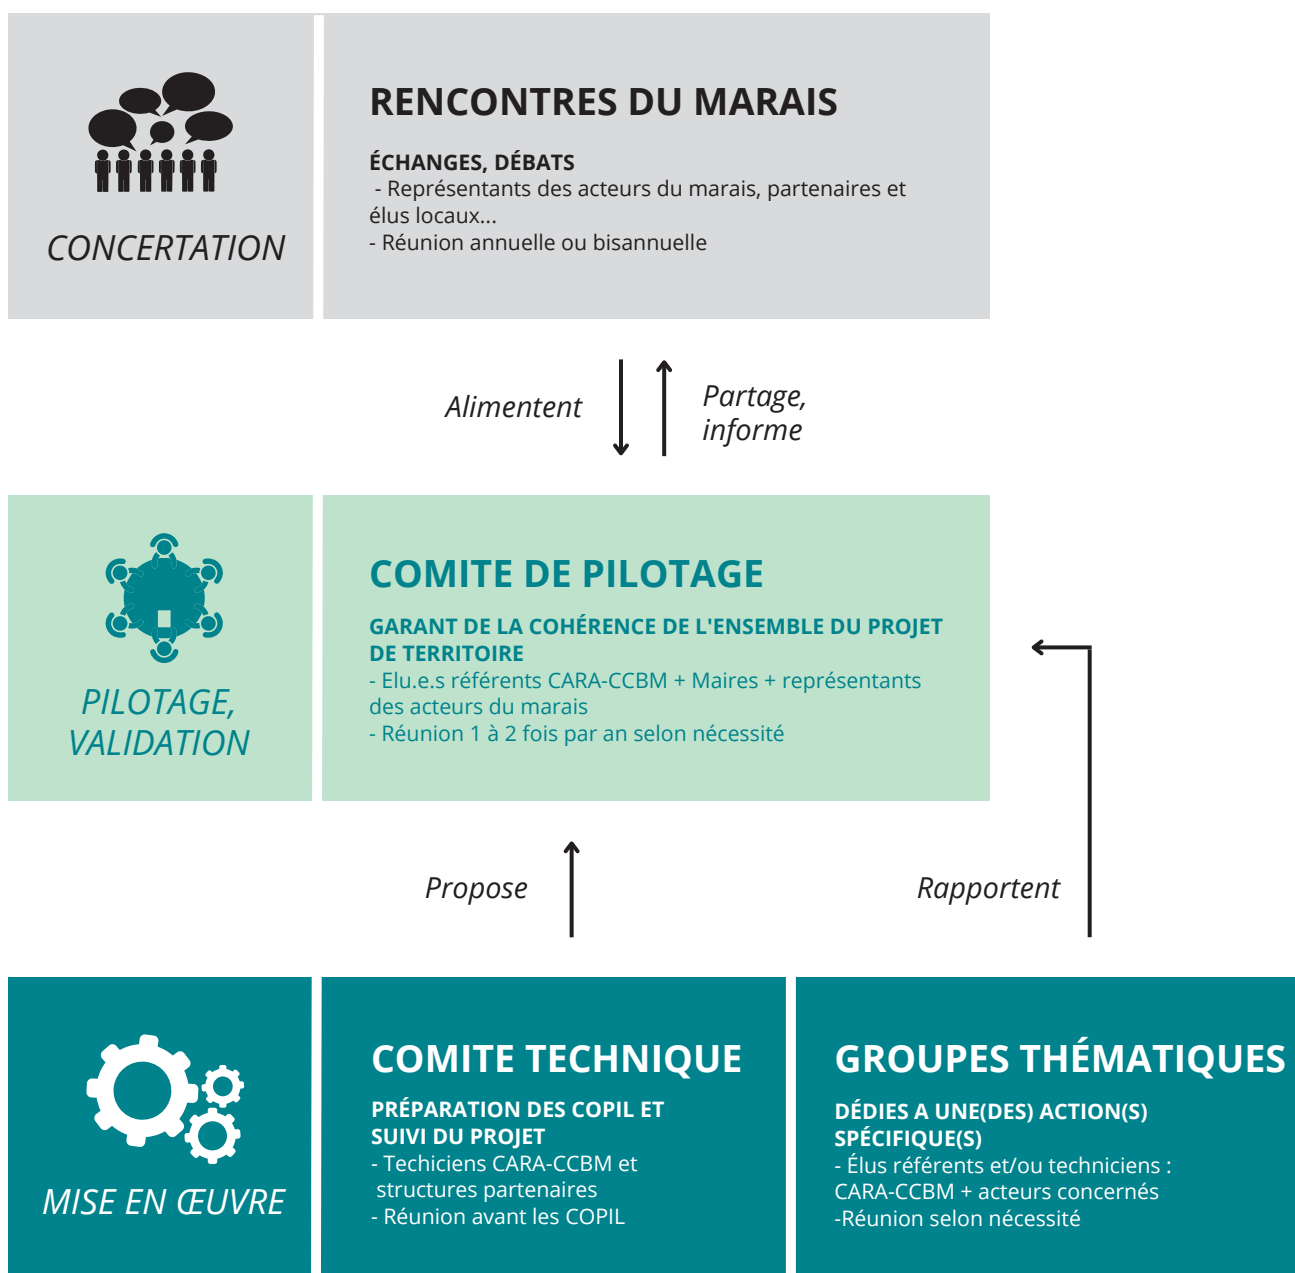 CONCERTATION
RENCONTRES DU MARAIS
ÉCHANGES, DÉBATS
- Représentants des acteurs du marais, partenaires et
élus locaux...
- Réunion annuelle ou bisannuelle
Alimentent
Partage,
informe
PILOTAGE,
VALIDATION
COMITE DE PILOTAGE
GARANT DE LA COHÉRENCE DE L'ENSEMBLE DU PROJET
DE TERRITOIRE
- Elu.e.s référents CARA-CCBM + Maires + représentants
des acteurs du marais
- Réunion 1 à 2 fois par an selon nécessité
Propose
Rapportent
MISE EN ŒUVRE
COMITE TECHNIQUE
PRÉPARATION DES COPIL ET
SUIVI DU PROJET
- Techiciens CARA-CCBM et
structures partenaires
- Réunion avant les COPIL
GROUPES THÉMATIQUES
DÉDIES A UNE(DES) ACTION(S)
SPÉCIFIQUE(S)
- Élus référents et/ou techniciens :
CARA-CCBM + acteurs concernés
-Réunion selon nécessité